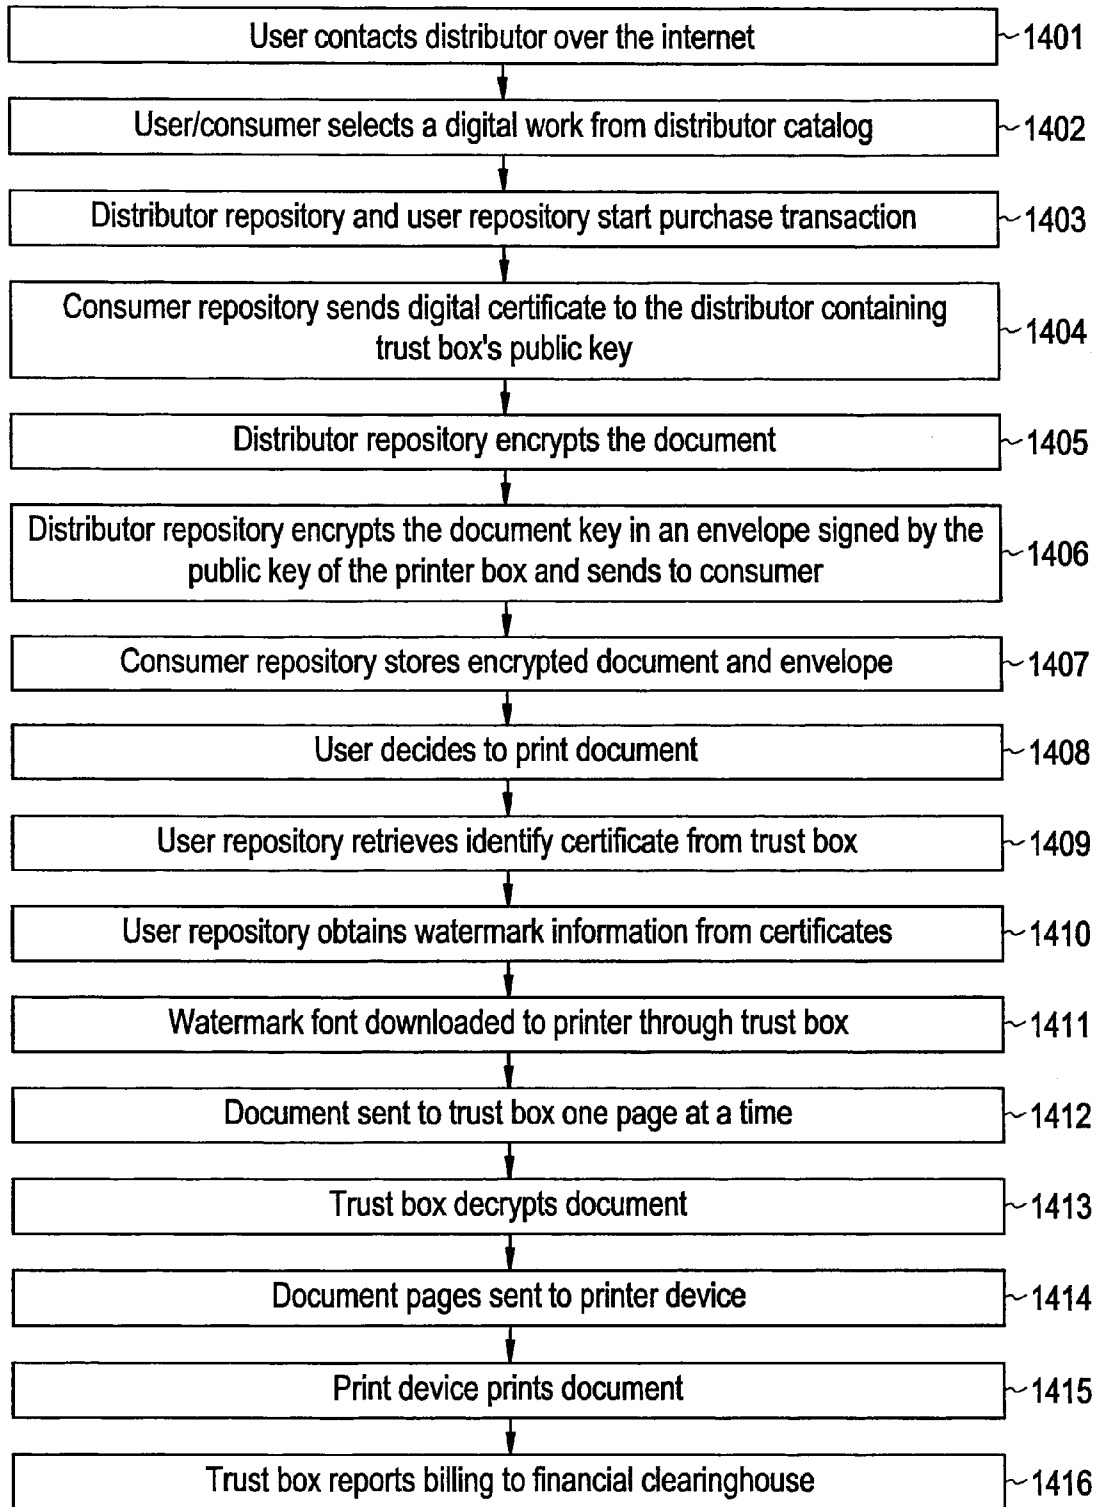 User contacts distributor over the internet ~1401
User/consumer selects a digital work from distributor catalog ~1402
Distributor repository and user repository start purchase transaction ~1403
Consumer repository sends digital certificate to the distributor containing
trust box's public key ~1404
Distributor repository encrypts the document ~1405
Distributor repository encrypts the document key in an envelope signed by the
public key of the printer box and sends to consumer ~1406
Consumer repository stores encrypted document and envelope ~1407
User decides to print document ~1408
User repository retrieves identify certificate from trust box ~1409
User repository obtains watermark information from certificates ~1410
Watermark font downloaded to printer through trust box ~1411
Document sent to trust box one page at a time ~1412
Trust box decrypts document ~1413
Document pages sent to printer device ~1414
Print device prints document ~1415
Trust box reports billing to financial clearinghouse ~1416